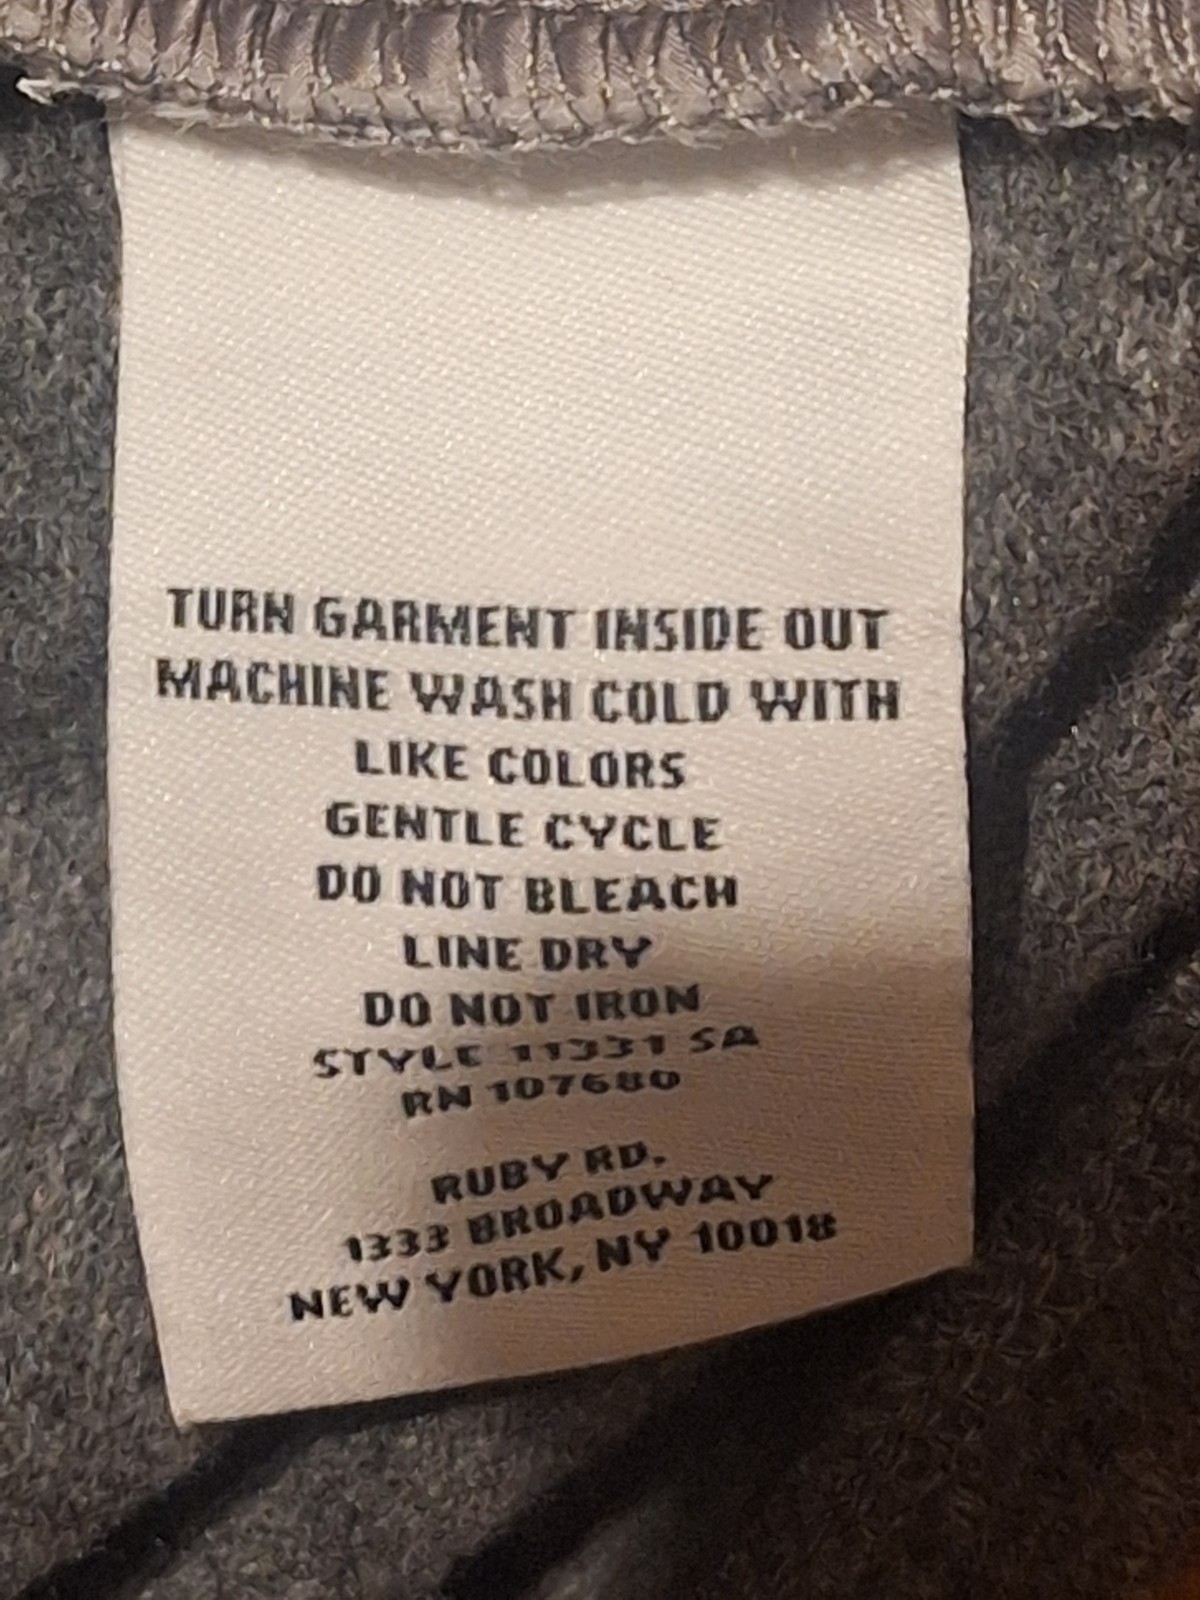 TURN GARMENT INSIDE OUT
MACHINE WASH COLD WITH
LIKE COLORS
GENTLE CYCLE
DO NOT BLEACH
LINE DRY
DO NOT IRON
STYLE 11331 SA
RN 107680
RUBY RD.
1333 BROADWAY
NEW YORK, NY 10018